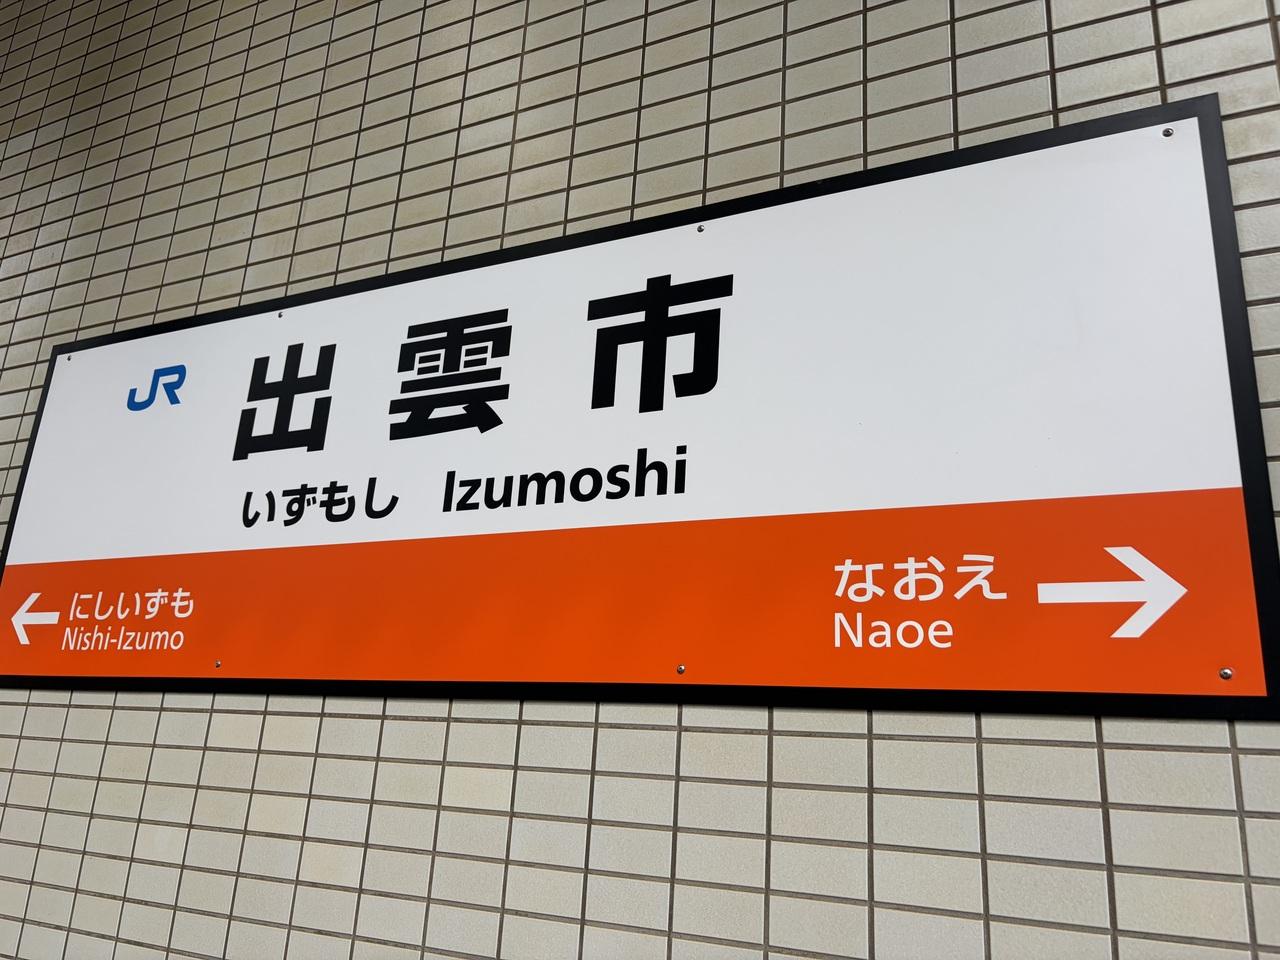 JR 出雲市
いずもし Izumoshi
にしいずも
Nishi-Izumo
なおえ
Naoe